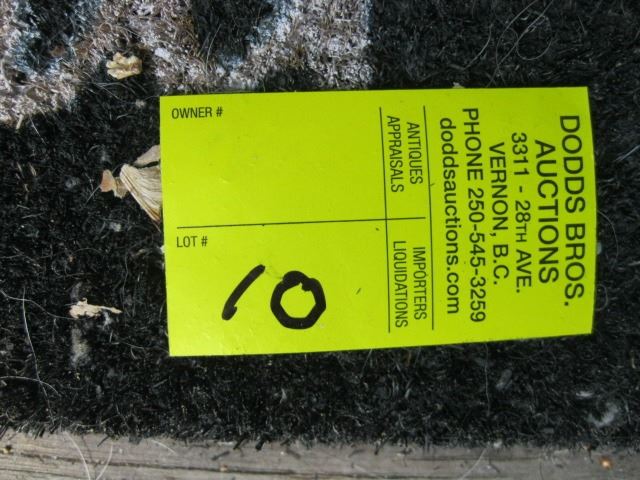 DODDS BROS.
AUCTIONS
3311 - 28TH AVE.
VERNON, B.C.
PHONE 250-545-3259
doddsauctions.com
ANTIQUES IMPORTERS
APPRAISALS LIQUIDATIONS
OWNER #
LOT #
10